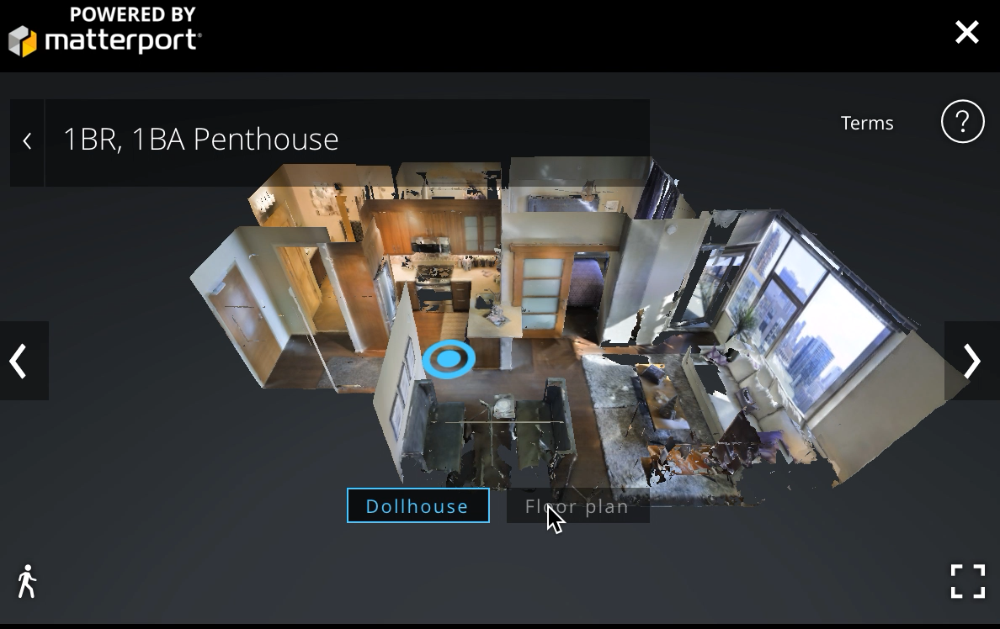 POWERED BY
matterport®
1BR, 1BA Penthouse
Terms
?
Dollhouse
Floor plan